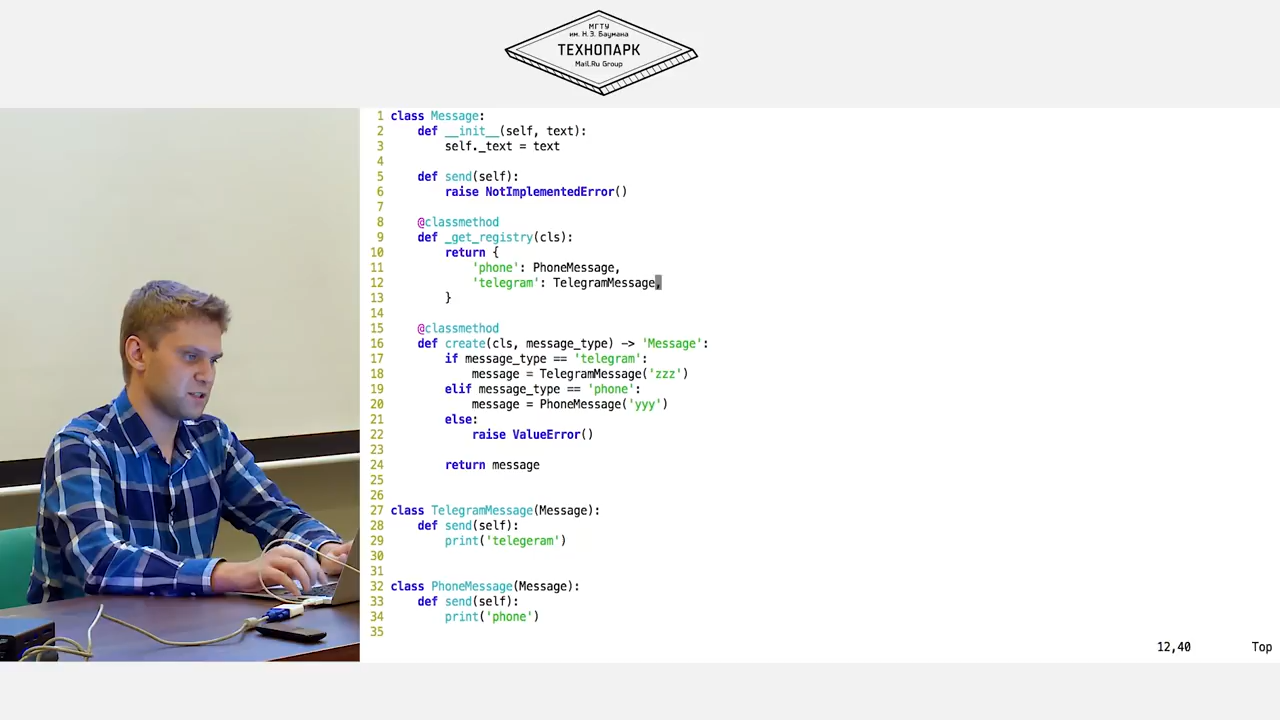 МГТУ
им. Н.Э. Баумана
ТЕХНОПАРК
Mail.Ru Group
1 class Message:
2     def __init__(self, text):
3         self._text = text
4
5     def send(self):
6         raise NotImplementedError()
7
8     @classmethod
9     def _get_registry(cls):
10         return {
11             'phone': PhoneMessage,
12             'telegram': TelegramMessage,
13         }
14
15     @classmethod
16     def create(cls, message_type) -> 'Message':
17         if message_type == 'telegram':
18             message = TelegramMessage('zzz')
19         elif message_type == 'phone':
20             message = PhoneMessage('yyy')
21         else:
22             raise ValueError()
23
24         return message
25
26
27 class TelegramMessage(Message):
28     def send(self):
29         print('telegeram')
30
31
32 class PhoneMessage(Message):
33     def send(self):
34         print('phone')
35
12,40 Top